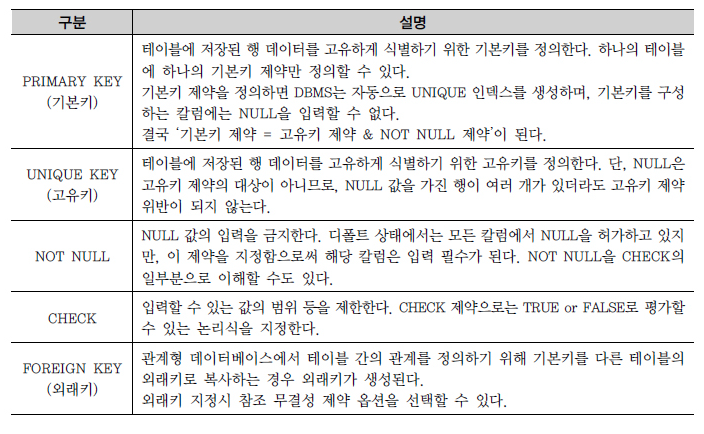 구분 설명
PRIMARY KEY
(기본키)
테이블에 저장된 행 데이터를 고유하게 식별하기 위한 기본키를 정의한다. 하나의 테이블
에 하나의 기본키 제약만 정의할 수 있다.
기본키 제약을 정의하면 DBMS는 자동으로 UNIQUE 인덱스를 생성하며, 기본키를 구성
하는 칼럼에는 NULL을 입력할 수 없다.
결국 ‘기본키 제약 = 고유키 제약 & NOT NULL 제약’이 된다.
UNIQUE KEY
(고유키)
테이블에 저장된 행 데이터를 고유하게 식별하기 위한 고유키를 정의한다. 단, NULL은
고유키 제약의 대상이 아니므로, NULL 값을 가진 행이 여러 개가 있더라도 고유키 제약
위반이 되지 않는다.
NOT NULL
NULL 값의 입력을 금지한다. 디폴트 상태에서는 모든 칼럼에서 NULL을 허가하고 있지
만, 이 제약을 지정함으로써 해당 칼럼은 입력 필수가 된다. NOT NULL을 CHECK의
일부분으로 이해할 수도 있다.
CHECK
입력할 수 있는 값의 범위 등을 제한한다. CHECK 제약으로는 TRUE or FALSE로 평가할
수 있는 논리식을 지정한다.
FOREIGN KEY
(외래키)
관계형 데이터베이스에서 테이블 간의 관계를 정의하기 위해 기본키를 다른 테이블의
외래키로 복사하는 경우 외래키가 생성된다.
외래키 지정시 참조 무결성 제약 옵션을 선택할 수 있다.